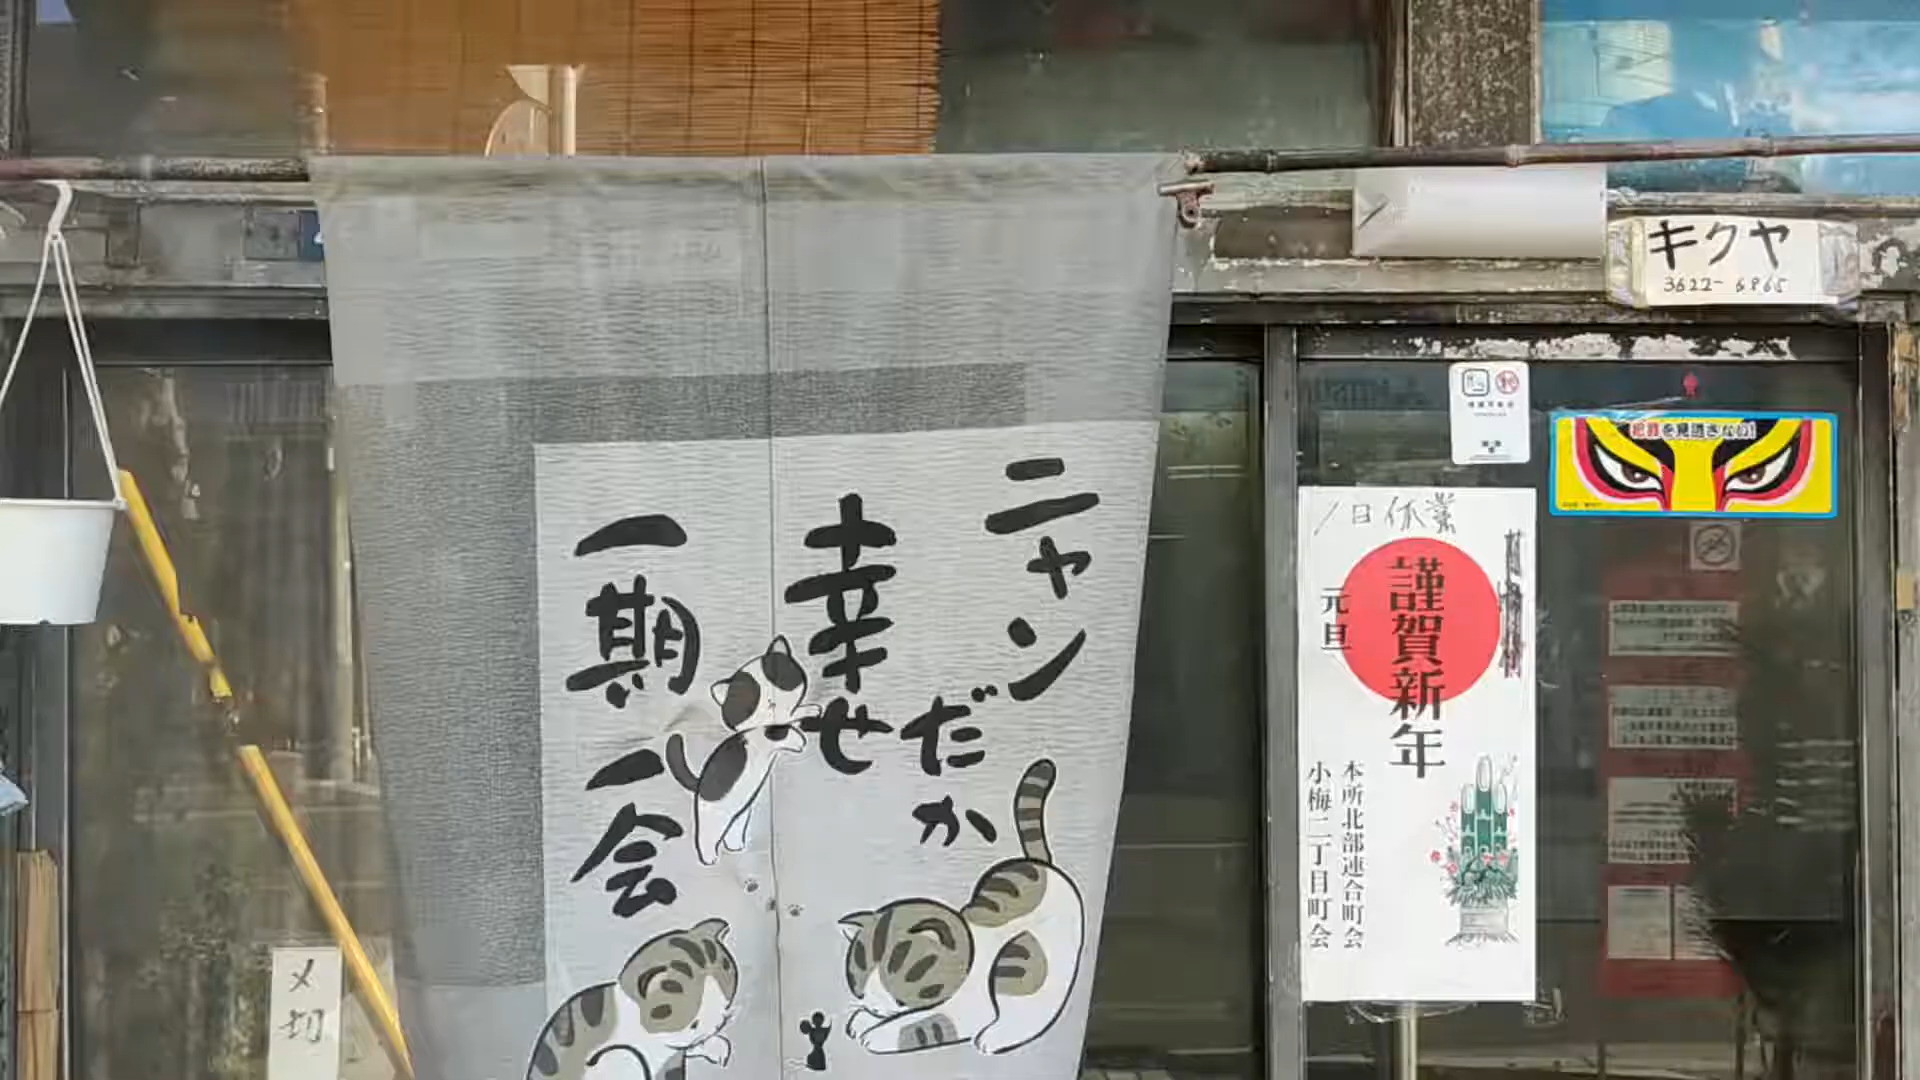 ニャン
だか
幸せ
一期
一会
キクヤ
3622-6865
犯罪を見逃さない!
1日休業
謹賀新年
元旦
本所北部連合町会
小梅二丁目町会
〆切